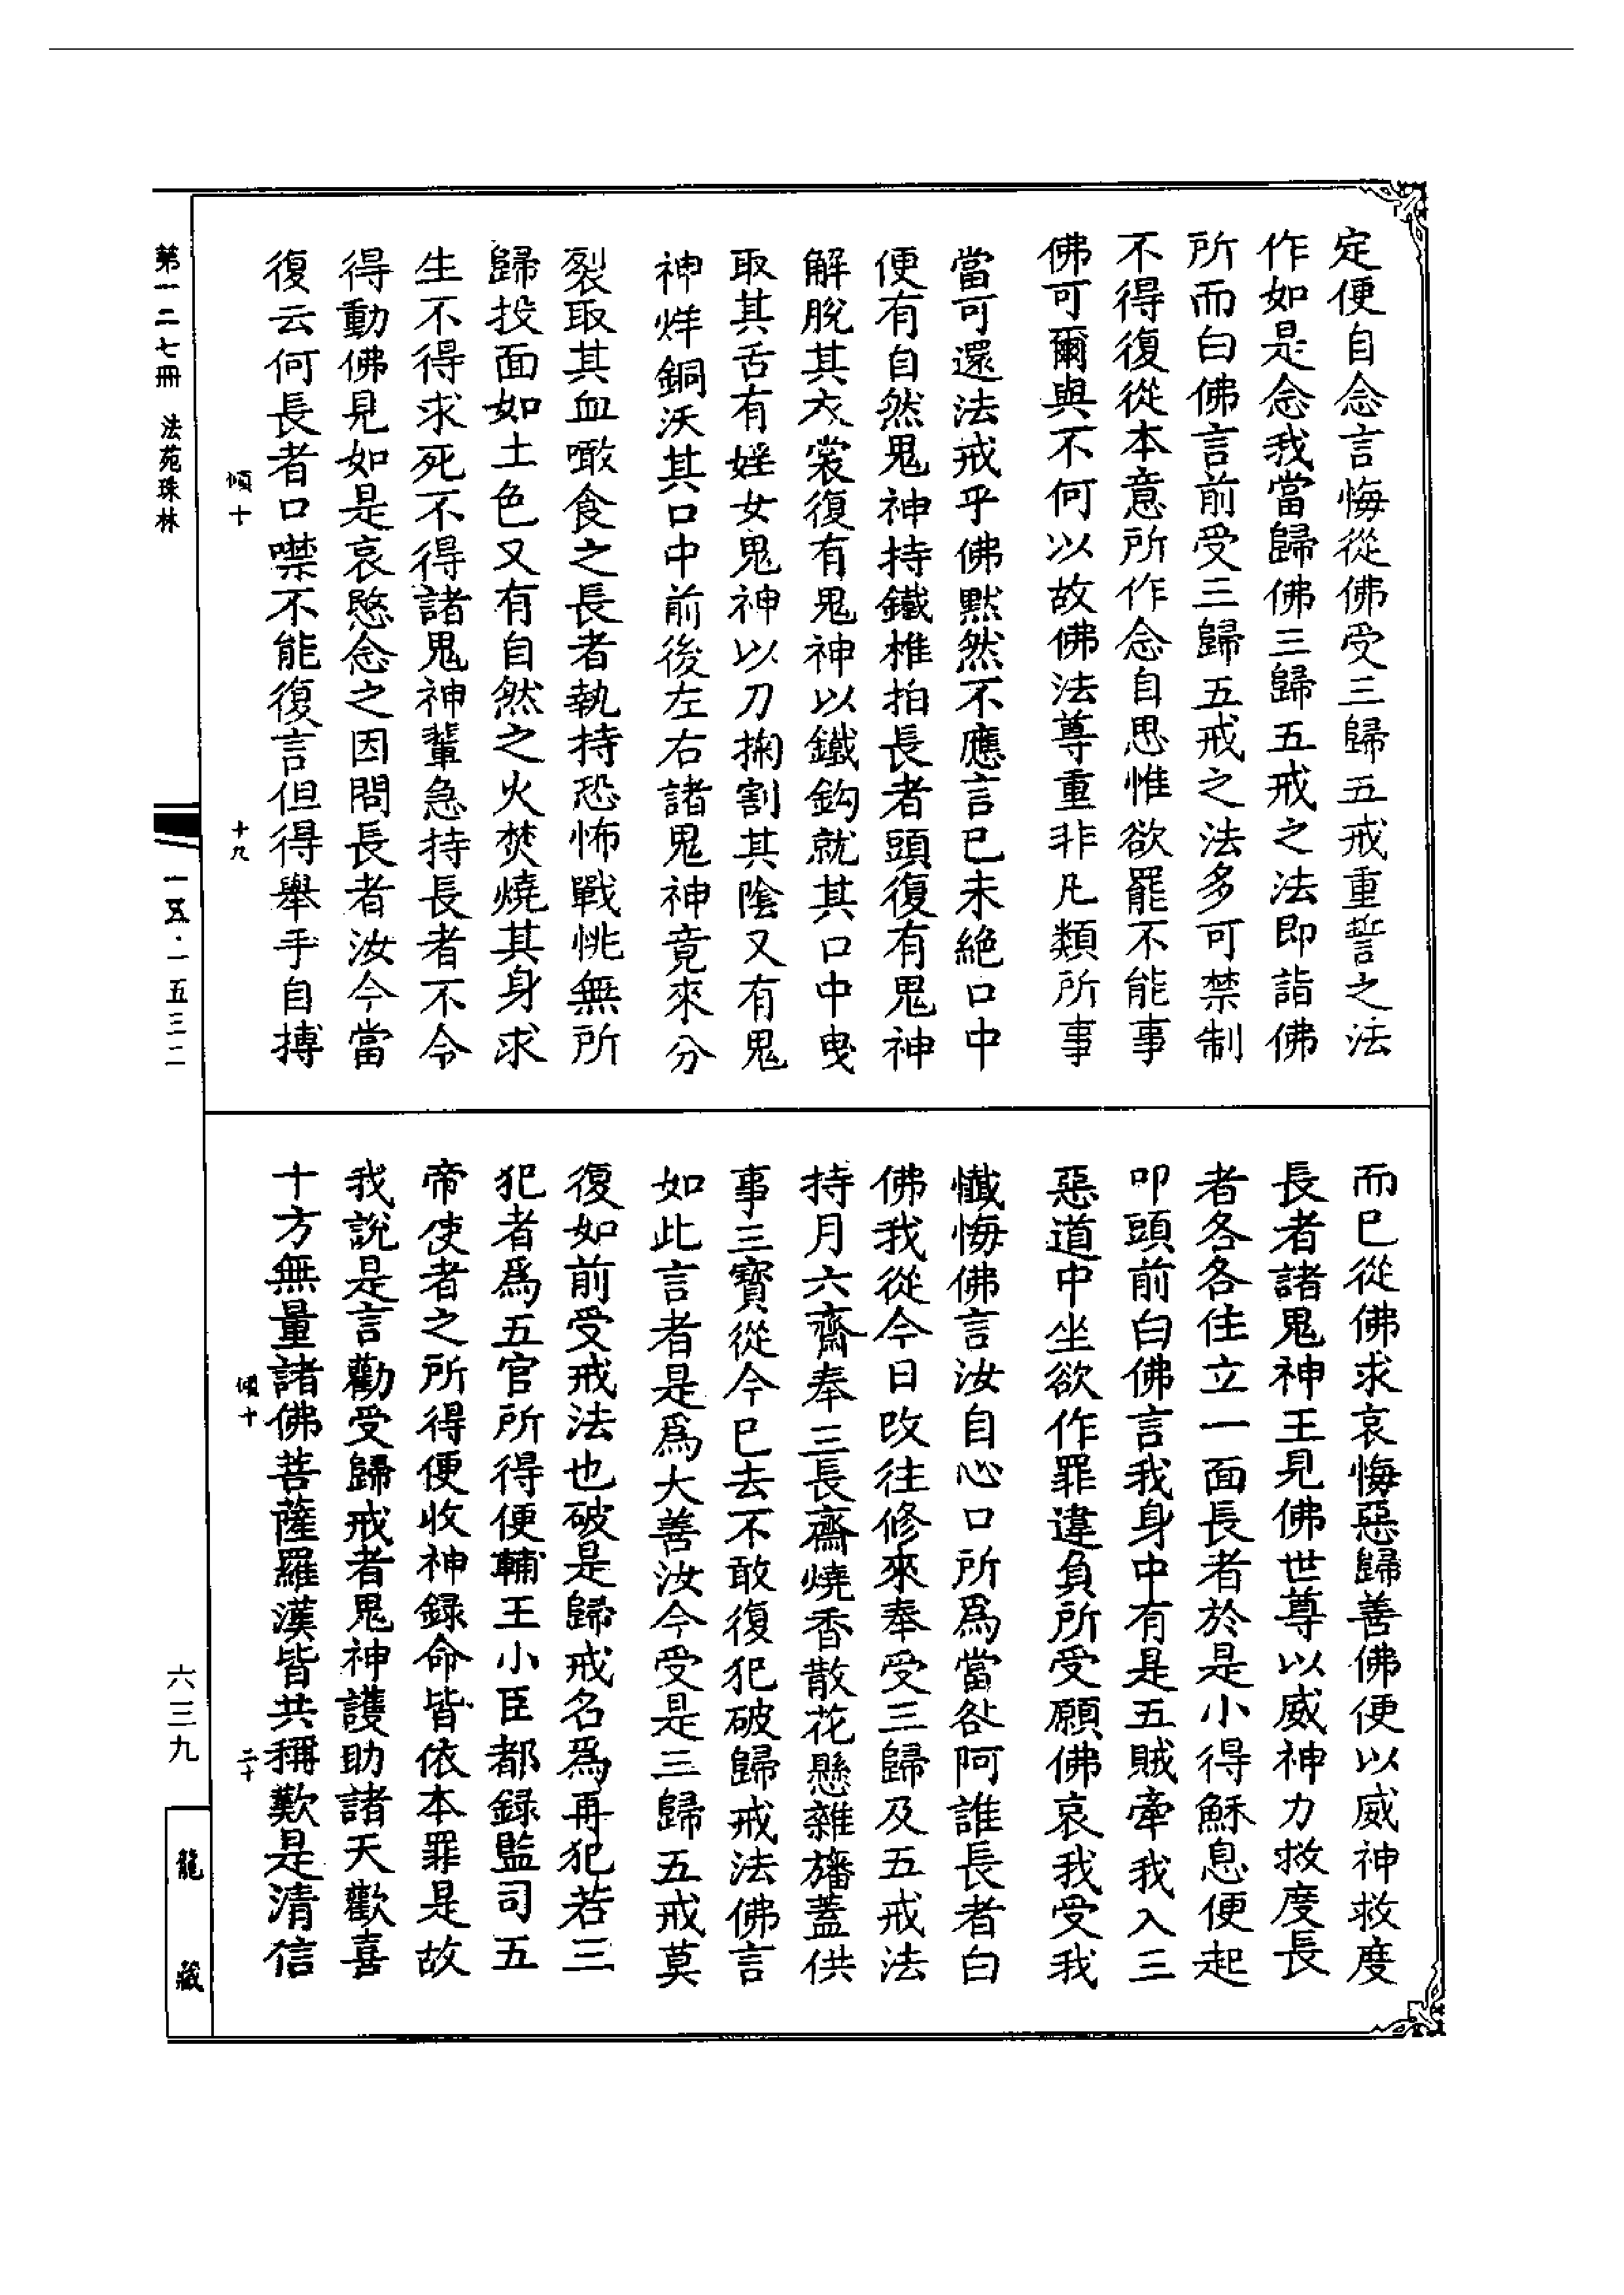 定便自念言悔從佛受三歸五戒重誓之法
作如是念我當歸佛三歸五戒之法即詣佛
所而白佛言前受三歸五戒之法多可禁制
不得復從本意所作念自思惟欲罷不能事
佛可爾與不何以故佛法尊重非凡類所事
當可還法戒乎佛黙然不應言已未絕口中
便有自然鬼神持鐵椎拍長者頭復有鬼神
解脫其衣裳復有鬼神以鐵鈎就其口中曳
取其舌有婬女鬼神以刀掬割其陰又有鬼
神烊銅沃其口中前後左右諸鬼神竟來分
裂取其血噉食之長者執持恐怖戰恌無所
歸投面如土色又有自然之火焚燒其身求
生不得求死不得諸鬼神輩急持長者不令
得動佛見如是哀愍念之因問長者汝今當
復云何長者口噤不能復言但得舉手自搏
傾十
十九
而已從佛求哀悔惡歸善佛便以威神救度
長者諸鬼神王見佛世尊以威神力救度長
者各各住立一面長者於是小得穌息便起
叩頭前白佛言我身中有是五賊牽我入三
惡道中坐欲作罪違負所受願佛哀我受我
懺悔佛言汝自心口所為當咎阿誰長者白
佛我從今日改往修來奉受三歸及五戒法
持月六齋奉三長齋燒香散花懸雜旛蓋供
事三寶從今已去不敢復犯破歸戒法佛言
如此言者是為大善汝今受是三歸五戒莫
復如前受戒法也破是歸戒名為再犯若三
犯者為五官所得便輔王小臣都錄監司五
帝使者之所得便收神錄命皆依本罪是故
我說是言勸受歸戒者鬼神護助諸天歡喜
十方無量諸佛菩薩羅漢皆共稱歎是清信
傾十
二十
第一二七冊 法苑珠林
一五·一五三二
六三九
龍藏